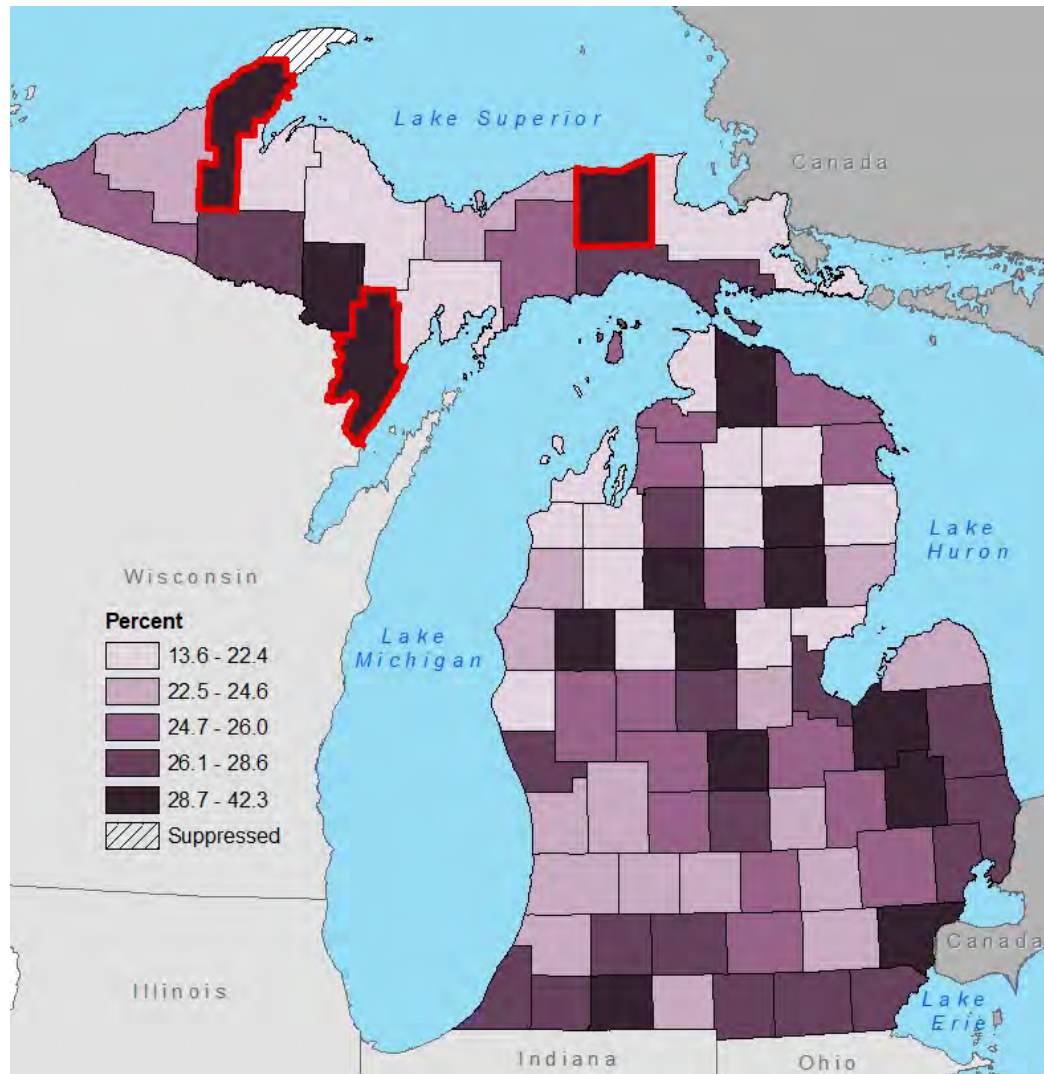 Lake Superior
Canada
Lake
Huron
Wisconsin
Percent
13.6 - 22.4
22.5 - 24.6
24.7 - 26.0
26.1 - 28.6
28.7 - 42.3
Suppressed
Lake
Michigan
Canada
Illinois
Lake
Erie
Indiana
Ohio